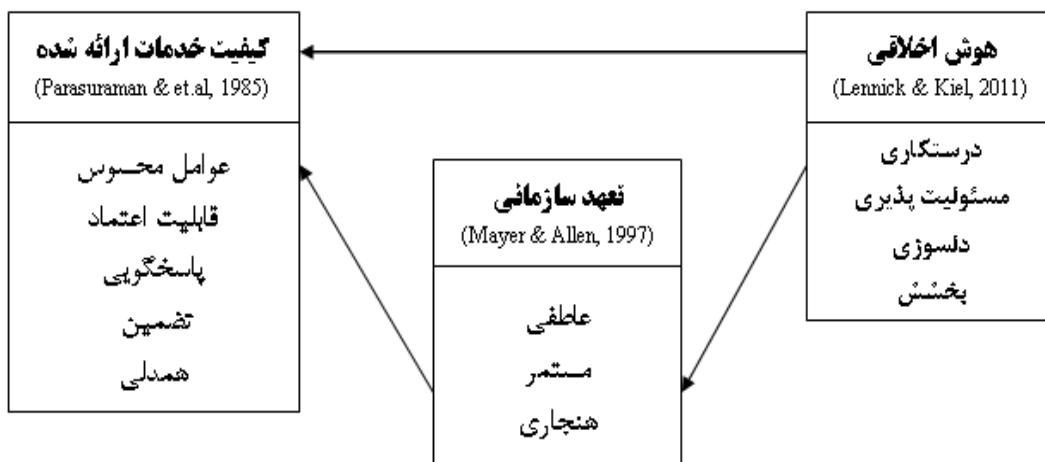 هوش اخلاقی
(Lennick & Kiel, 2011)
درستکاری
مسئولیت پذیری
دلسوزی
بخشش
تعهد سازمانی
(Mayer & Allen, 1997)
عاطفی
مستمر
هنجاری
کیفیت خدمات ارائه شده
(Parasuraman & et.al, 1985)
عوامل محسوس
قابلیت اعتماد
پاسخگویی
تضمین
همدلی